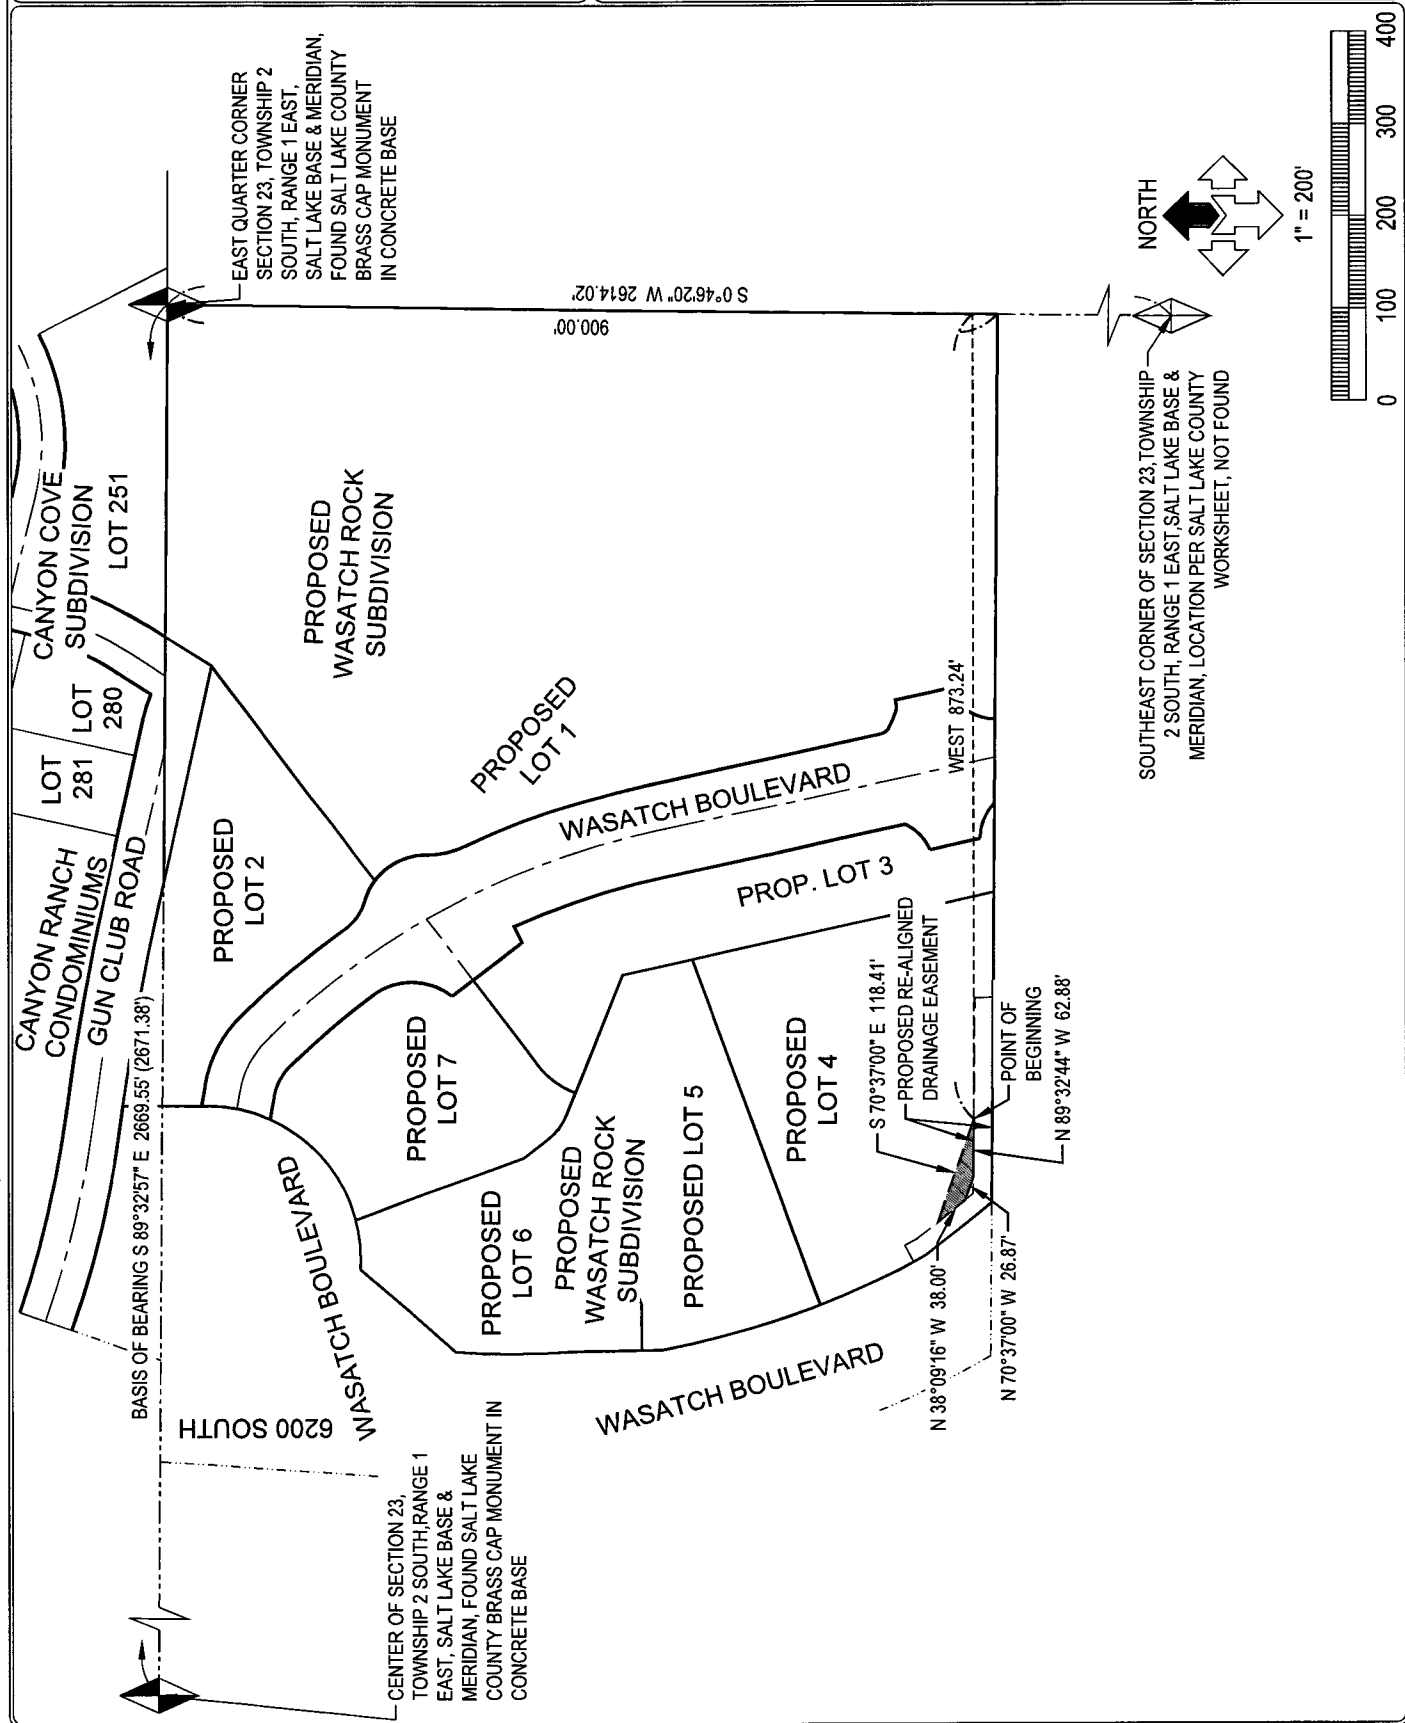 CANYON RANCH
CONDOMINIUMS
GUN CLUB ROAD
LOT
281
LOT
280
CANYON COVE
SUBDIVISION
LOT 251
BASIS OF BEARING S 89°32'57" E 2669.55' (2671.38')
EAST QUARTER CORNER
SECTION 23, TOWNSHIP 2
SOUTH, RANGE 1 EAST,
SALT LAKE BASE & MERIDIAN,
FOUND SALT LAKE COUNTY
BRASS CAP MONUMENT
IN CONCRETE BASE
6200 SOUTH
WASATCH BOULEVARD
CENTER OF SECTION 23,
TOWNSHIP 2 SOUTH,RANGE 1
EAST, SALT LAKE BASE &
MERIDIAN, FOUND SALT LAKE
COUNTY BRASS CAP MONUMENT IN
CONCRETE BASE
PROPOSED
LOT 2
PROPOSED
WASATCH ROCK
SUBDIVISION
PROPOSED
LOT 1
900.00'
S 0°46'20" W 2614.02'
PROPOSED
LOT 7
WASATCH BOULEVARD
PROPOSED
LOT 6
PROPOSED
WASATCH ROCK
SUBDIVISION
PROPOSED LOT 5
PROPOSED
LOT 4
PROP. LOT 3
WASATCH BOULEVARD
WEST 873.24'
S 70°37'00" E 118.41'
PROPOSED RE-ALIGNED
DRAINAGE EASEMENT
N 38°09'16" W 38.00'
N 70°37'00" W 26.87'
POINT OF
BEGINNING
N 89°32'44" W 62.88'
SOUTHEAST CORNER OF SECTION 23,TOWNSHIP
2 SOUTH, RANGE 1 EAST,SALT LAKE BASE &
MERIDIAN, LOCATION PER SALT LAKE COUNTY
WORKSHEET, NOT FOUND
NORTH
1" = 200'
0 100 200 300 400